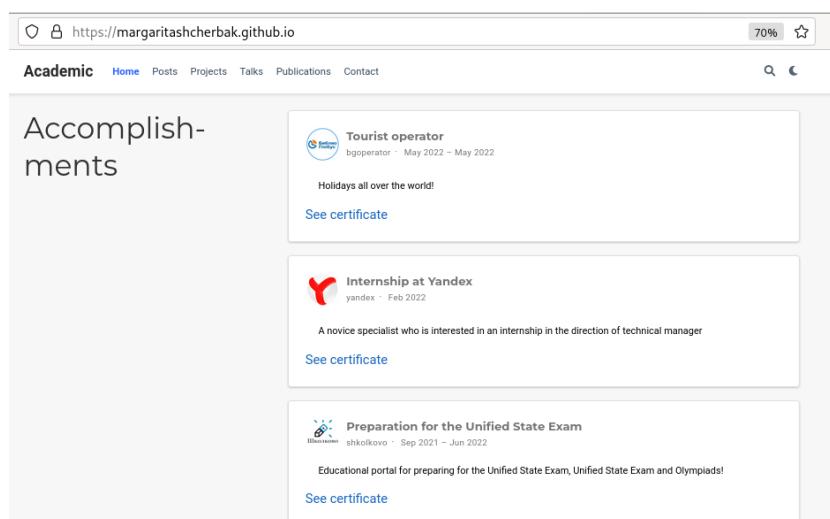 https://margaritashcherbak.github.io
70%
Academic Home Posts Projects Talks Publications Contact
Accomplish-
ments
Tourist operator
bgoperator · May 2022 – May 2022
Holidays all over the world!
See certificate
Internship at Yandex
yandex · Feb 2022
A novice specialist who is interested in an internship in the direction of technical manager
See certificate
Школково
Preparation for the Unified State Exam
shkolkovo · Sep 2021 – Jun 2022
Educational portal for preparing for the Unified State Exam, Unified State Exam and Olympiads!
See certificate